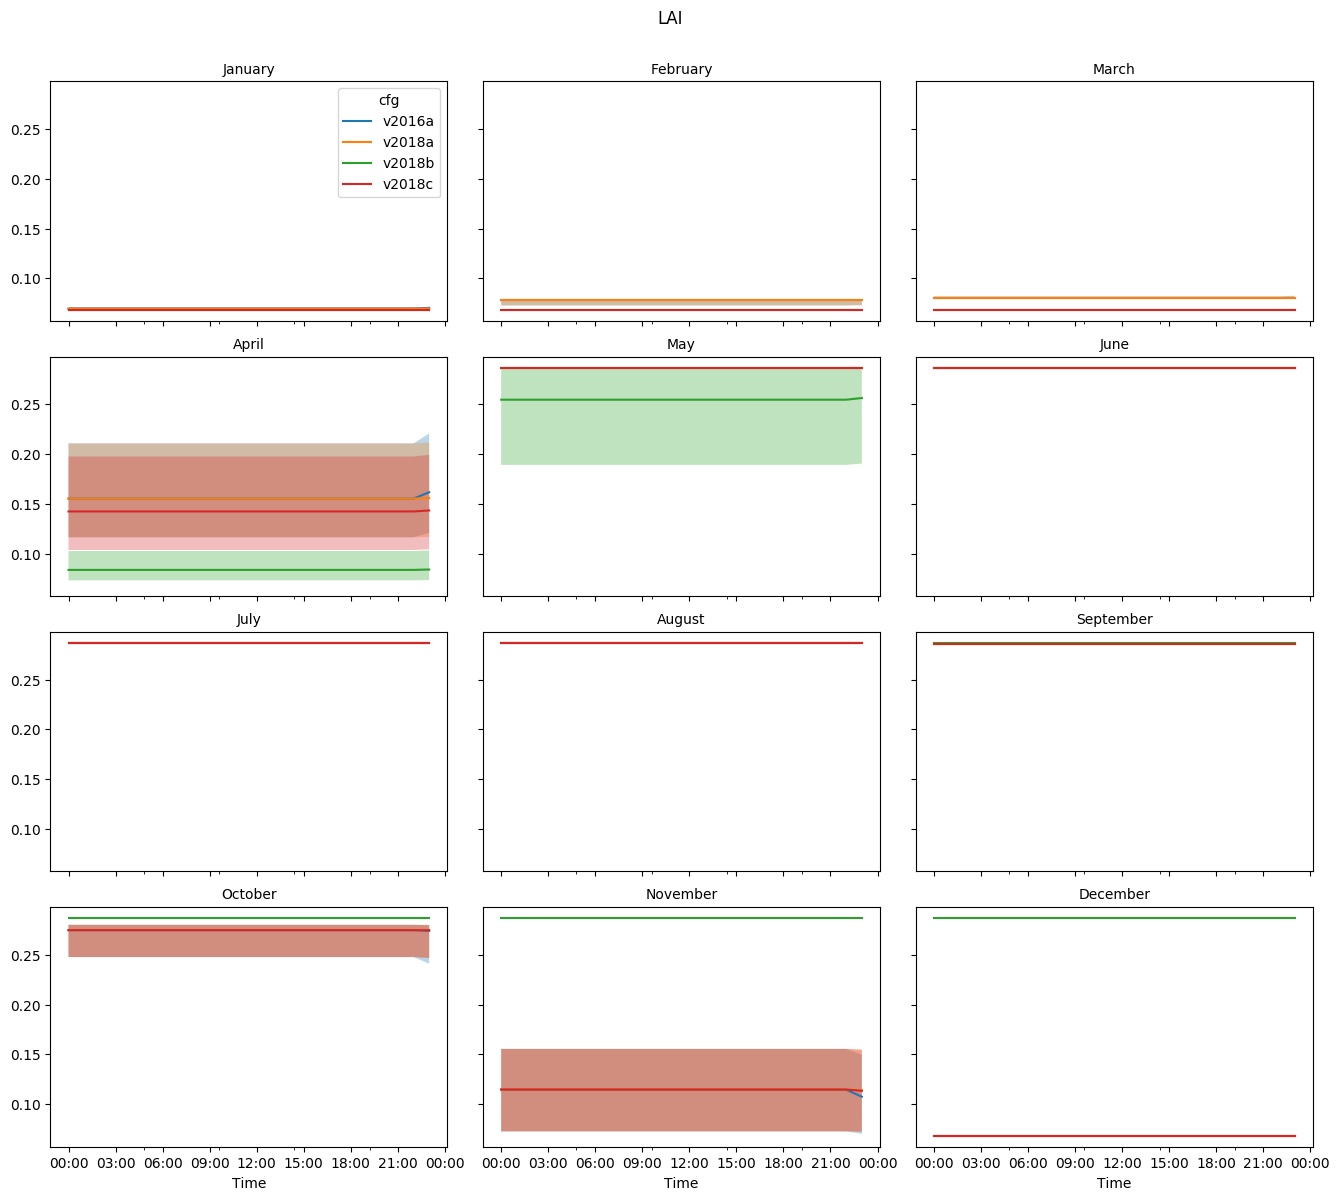 LAI
January February March
cfg
v2016a
v2018a
v2018b
v2018c
0.25
0.20
0.15
0.10
April May June
0.25
0.20
0.15
0.10
July August September
0.25
0.20
0.15
0.10
October November December
0.25
0.20
0.15
0.10
00:00 03:00 06:00 09:00 12:00 15:00 18:00 21:00 00:00 00:00 03:00 06:00 09:00 12:00 15:00 18:00 21:00 00:00 00:00 03:00 06:00 09:00 12:00 15:00 18:00 21:00 00:00
Time Time Time